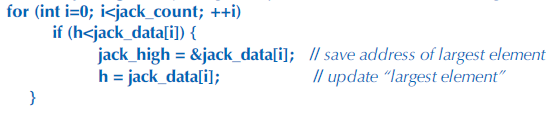 for (int i=0; i<jack_count; ++i)
if (h<jack_data[i]) {
jack_high = &jack_data[i]; // save address of largest element
h = jack_data[i]; // update “largest element”
}